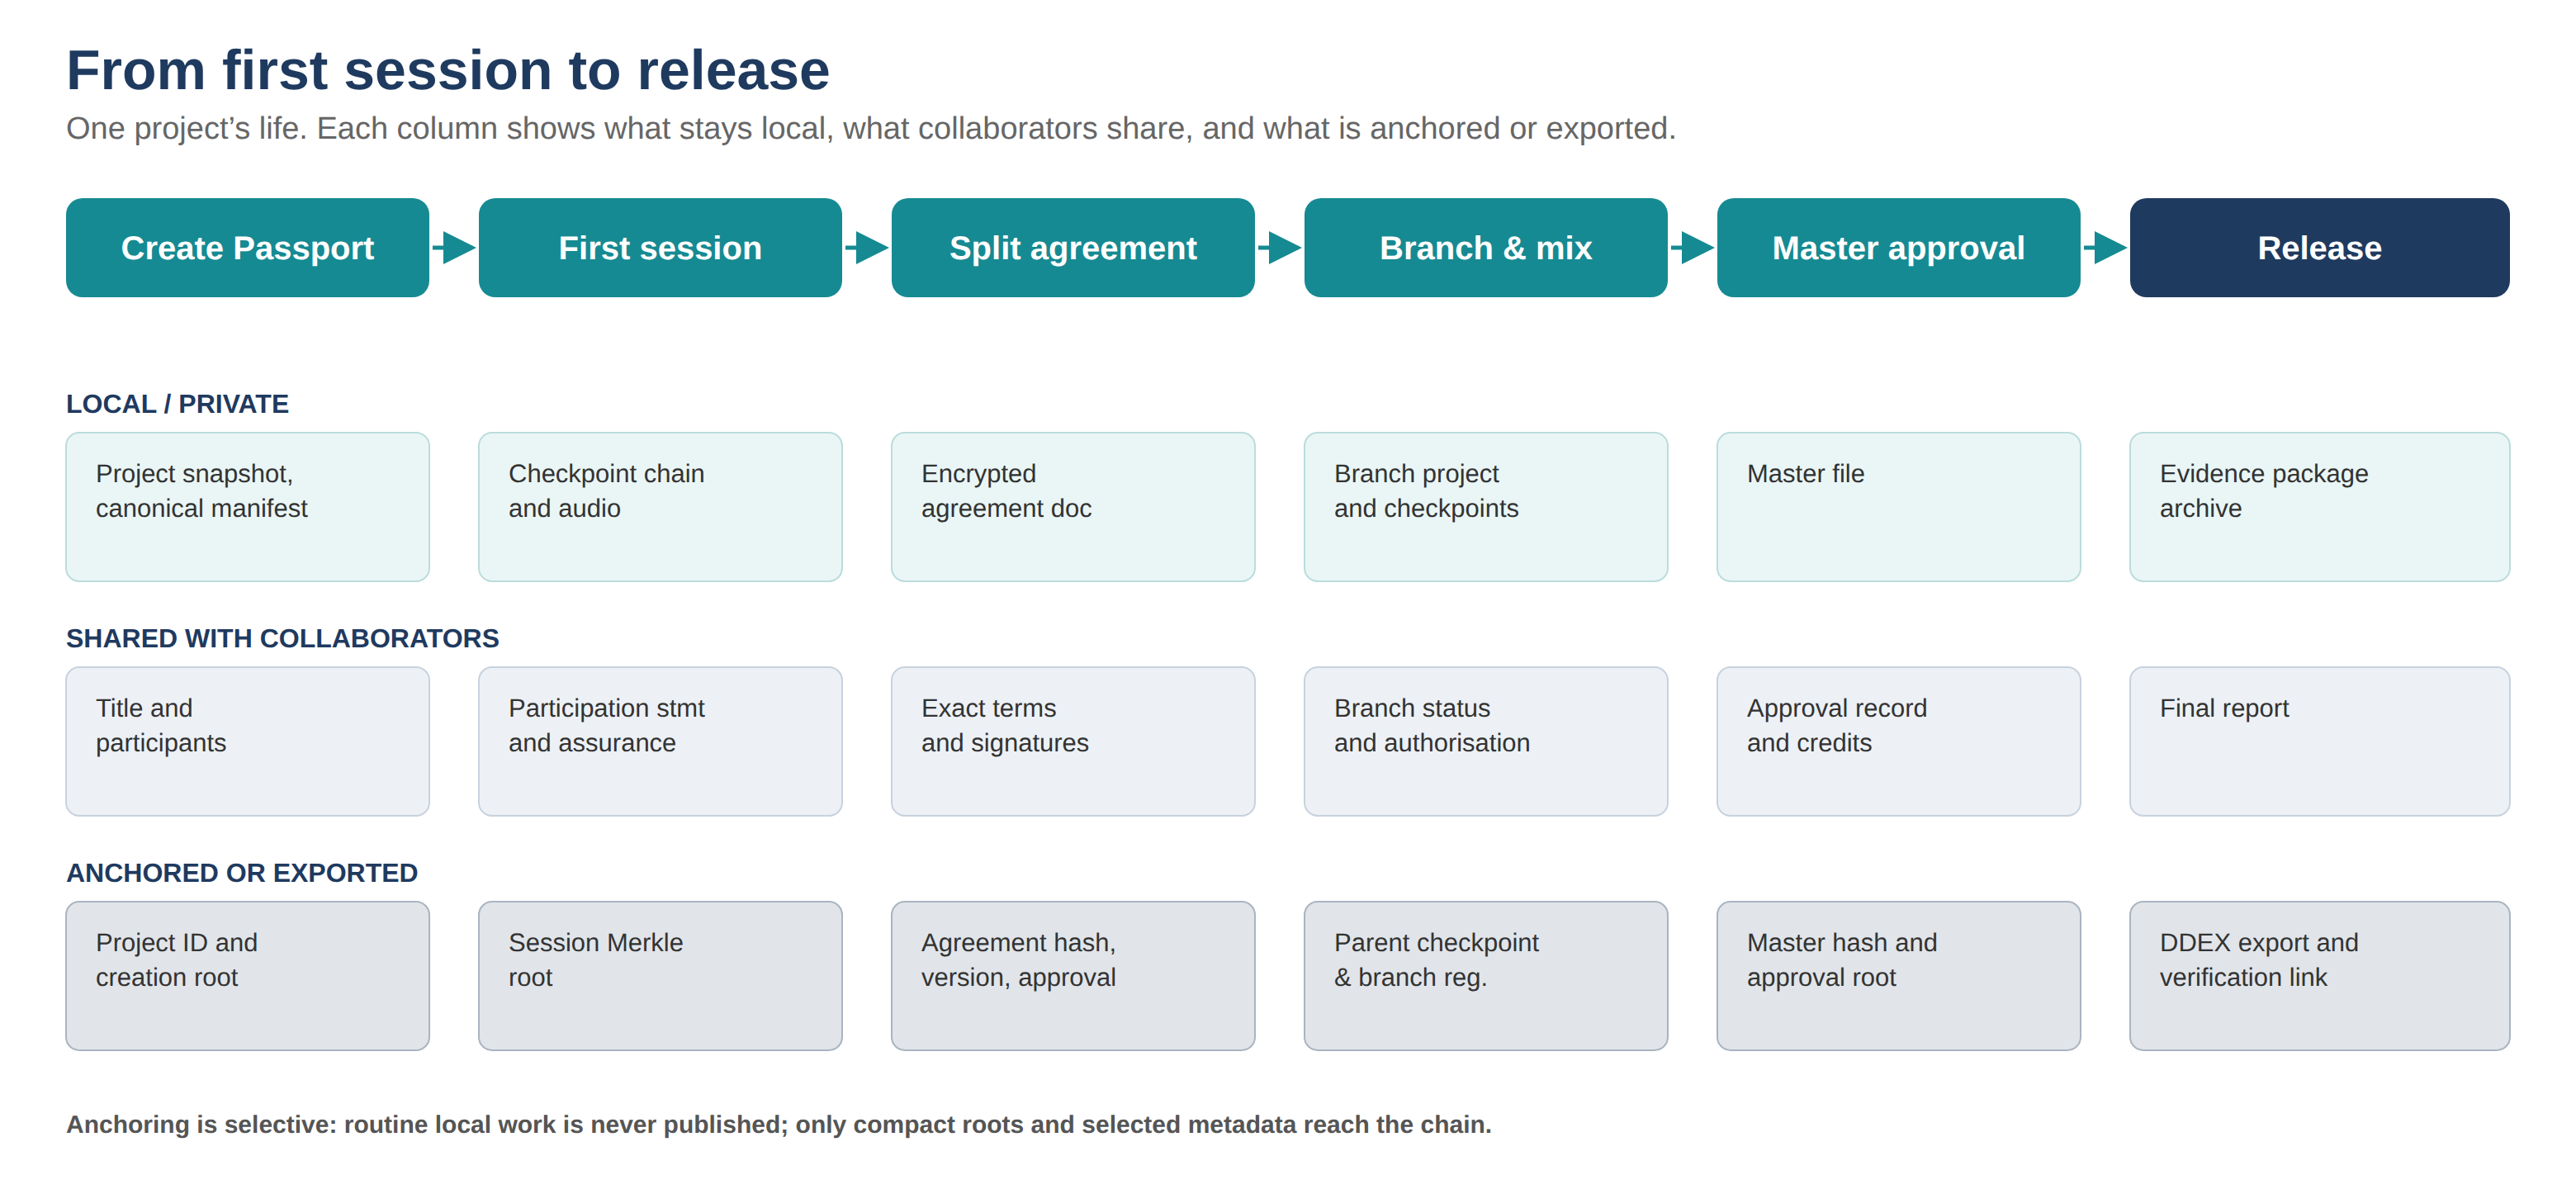 From first session to release
One project’s life. Each column shows what stays local, what collaborators share, and what is anchored or exported.
Create Passport
First session
Split agreement
Branch & mix
Master approval
Release
LOCAL / PRIVATE
Project snapshot,
canonical manifest
Checkpoint chain
and audio
Encrypted
agreement doc
Branch project
and checkpoints
Master file
Evidence package
archive
SHARED WITH COLLABORATORS
Title and
participants
Participation stmt
and assurance
Exact terms
and signatures
Branch status
and authorisation
Approval record
and credits
Final report
ANCHORED OR EXPORTED
Project ID and
creation root
Session Merkle
root
Agreement hash,
version, approval
Parent checkpoint
& branch reg.
Master hash and
approval root
DDEX export and
verification link
Anchoring is selective: routine local work is never published; only compact roots and selected metadata reach the chain.